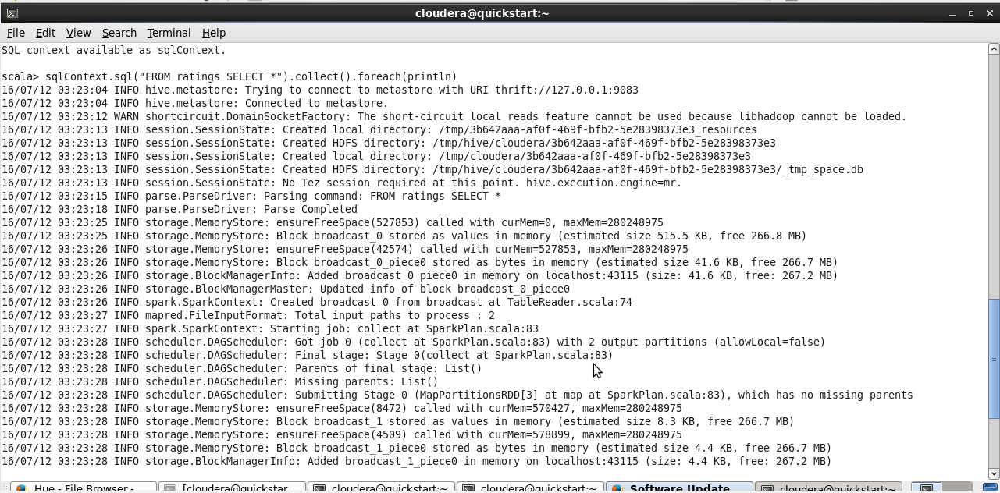 cloudera@quickstart:~
File Edit View Search Terminal Help
SQL context available as sqlContext.
scala> sqlContext.sql("FROM ratings SELECT *").collect().foreach(println)
16/07/12 03:23:04 INFO hive.metastore: Trying to connect to metastore with URI thrift://127.0.0.1:9083
16/07/12 03:23:04 INFO hive.metastore: Connected to metastore.
16/07/12 03:23:12 WARN shortcircuit.DomainSocketFactory: The short-circuit local reads feature cannot be used because libhadoop cannot be loaded.
16/07/12 03:23:13 INFO session.SessionState: Created local directory: /tmp/3b642aaa-af0f-469f-bfb2-5e28398373e3_resources
16/07/12 03:23:13 INFO session.SessionState: Created HDFS directory: /tmp/hive/cloudera/3b642aaa-af0f-469f-bfb2-5e28398373e3
16/07/12 03:23:13 INFO session.SessionState: Created local directory: /tmp/cloudera/3b642aaa-af0f-469f-bfb2-5e28398373e3
16/07/12 03:23:13 INFO session.SessionState: Created HDFS directory: /tmp/hive/cloudera/3b642aaa-af0f-469f-bfb2-5e28398373e3/_tmp_space.db
16/07/12 03:23:13 INFO session.SessionState: No Tez session required at this point. hive.execution.engine=mr.
16/07/12 03:23:15 INFO parse.ParseDriver: Parsing command: FROM ratings SELECT *
16/07/12 03:23:18 INFO parse.ParseDriver: Parse Completed
16/07/12 03:23:25 INFO storage.MemoryStore: ensureFreeSpace(527853) called with curMem=0, maxMem=280248975
16/07/12 03:23:25 INFO storage.MemoryStore: Block broadcast_0 stored as values in memory (estimated size 515.5 KB, free 266.8 MB)
16/07/12 03:23:26 INFO storage.MemoryStore: ensureFreeSpace(42574) called with curMem=527853, maxMem=280248975
16/07/12 03:23:26 INFO storage.MemoryStore: Block broadcast_0_piece0 stored as bytes in memory (estimated size 41.6 KB, free 266.7 MB)
16/07/12 03:23:26 INFO storage.BlockManagerInfo: Added broadcast_0_piece0 in memory on localhost:43115 (size: 41.6 KB, free: 267.2 MB)
16/07/12 03:23:26 INFO storage.BlockManagerMaster: Updated info of block broadcast_0_piece0
16/07/12 03:23:26 INFO spark.SparkContext: Created broadcast 0 from broadcast at TableReader.scala:74
16/07/12 03:23:27 INFO mapred.FileInputFormat: Total input paths to process : 2
16/07/12 03:23:27 INFO spark.SparkContext: Starting job: collect at SparkPlan.scala:83
16/07/12 03:23:28 INFO scheduler.DAGScheduler: Got job 0 (collect at SparkPlan.scala:83) with 2 output partitions (allowLocal=false)
16/07/12 03:23:28 INFO scheduler.DAGScheduler: Final stage: Stage 0(collect at SparkPlan.scala:83)
16/07/12 03:23:28 INFO scheduler.DAGScheduler: Parents of final stage: List()
16/07/12 03:23:28 INFO scheduler.DAGScheduler: Missing parents: List()
16/07/12 03:23:28 INFO scheduler.DAGScheduler: Submitting Stage 0 (MapPartitionsRDD[3] at map at SparkPlan.scala:83), which has no missing parents
16/07/12 03:23:28 INFO storage.MemoryStore: ensureFreeSpace(8472) called with curMem=570427, maxMem=280248975
16/07/12 03:23:28 INFO storage.MemoryStore: Block broadcast_1 stored as values in memory (estimated size 8.3 KB, free 266.7 MB)
16/07/12 03:23:28 INFO storage.MemoryStore: ensureFreeSpace(4509) called with curMem=578899, maxMem=280248975
16/07/12 03:23:28 INFO storage.MemoryStore: Block broadcast_1_piece0 stored as bytes in memory (estimated size 4.4 KB, free 266.7 MB)
16/07/12 03:23:28 INFO storage.BlockManagerInfo: Added broadcast_1_piece0 in memory on localhost:43115 (size: 4.4 KB, free: 267.2 MB)
Hue - File Browser - [cloudera@quickstar cloudera@quickstart:~ cloudera@quickstart:~ Software Update cloudera@quickstart:~